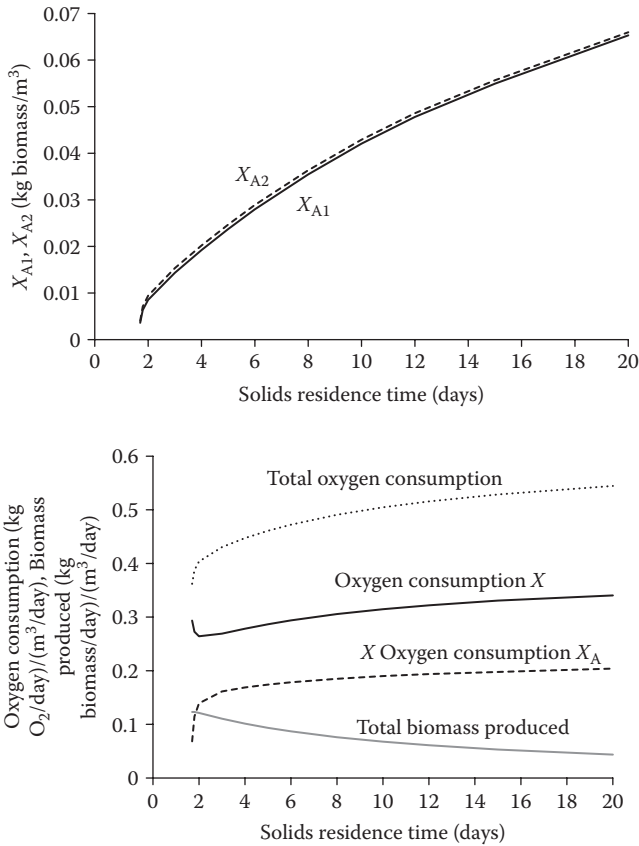 0.07
0.06
0.05
0.04
0.03
0.02
0.01
0
X_A1, X_A2 (kg biomass/m³)
X_A2
X_A1
0 2 4 6 8 10 12 14 16 18 20
Solids residence time (days)
0.6
0.5
0.4
0.3
0.2
0.1
0
Oxygen consumption (kg
O₂/day)/(m³/day), Biomass
produced (kg
biomass/day)/(m³/day)
Total oxygen consumption
Oxygen consumption X
X Oxygen consumption X_A
Total biomass produced
0 2 4 6 8 10 12 14 16 18 20
Solids residence time (days)